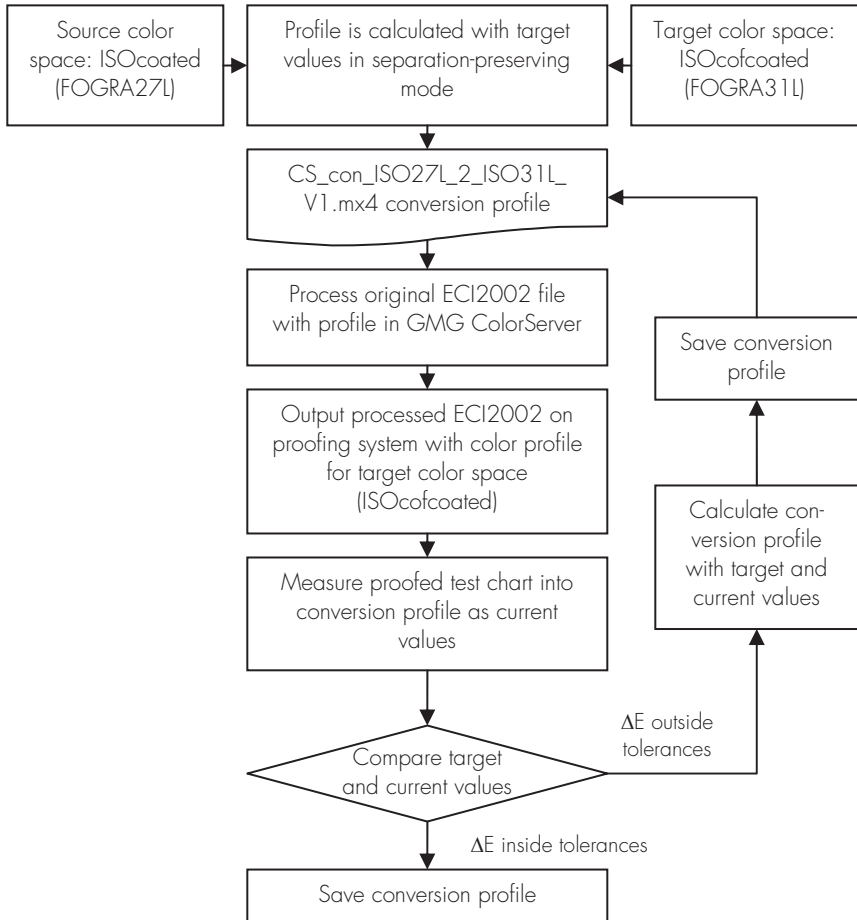 Source color
space: ISOcoated
(FOGRA27L)
Profile is calculated with target
values in separation-preserving
mode
Target color space:
ISOcofcoated
(FOGRA31L)
CS_con_ISO27L_2_ISO31L_
V1.mx4 conversion profile
Process original ECI2002 file
with profile in GMG ColorServer
Save conversion
profile
Output processed ECI2002 on
proofing system with color profile
for target color space
(ISOcofcoated)
Calculate con-
version profile
with target and
current values
Measure proofed test chart into
conversion profile as current
values
ΔE outside
tolerances
Compare target
and current values
ΔE inside tolerances
Save conversion profile